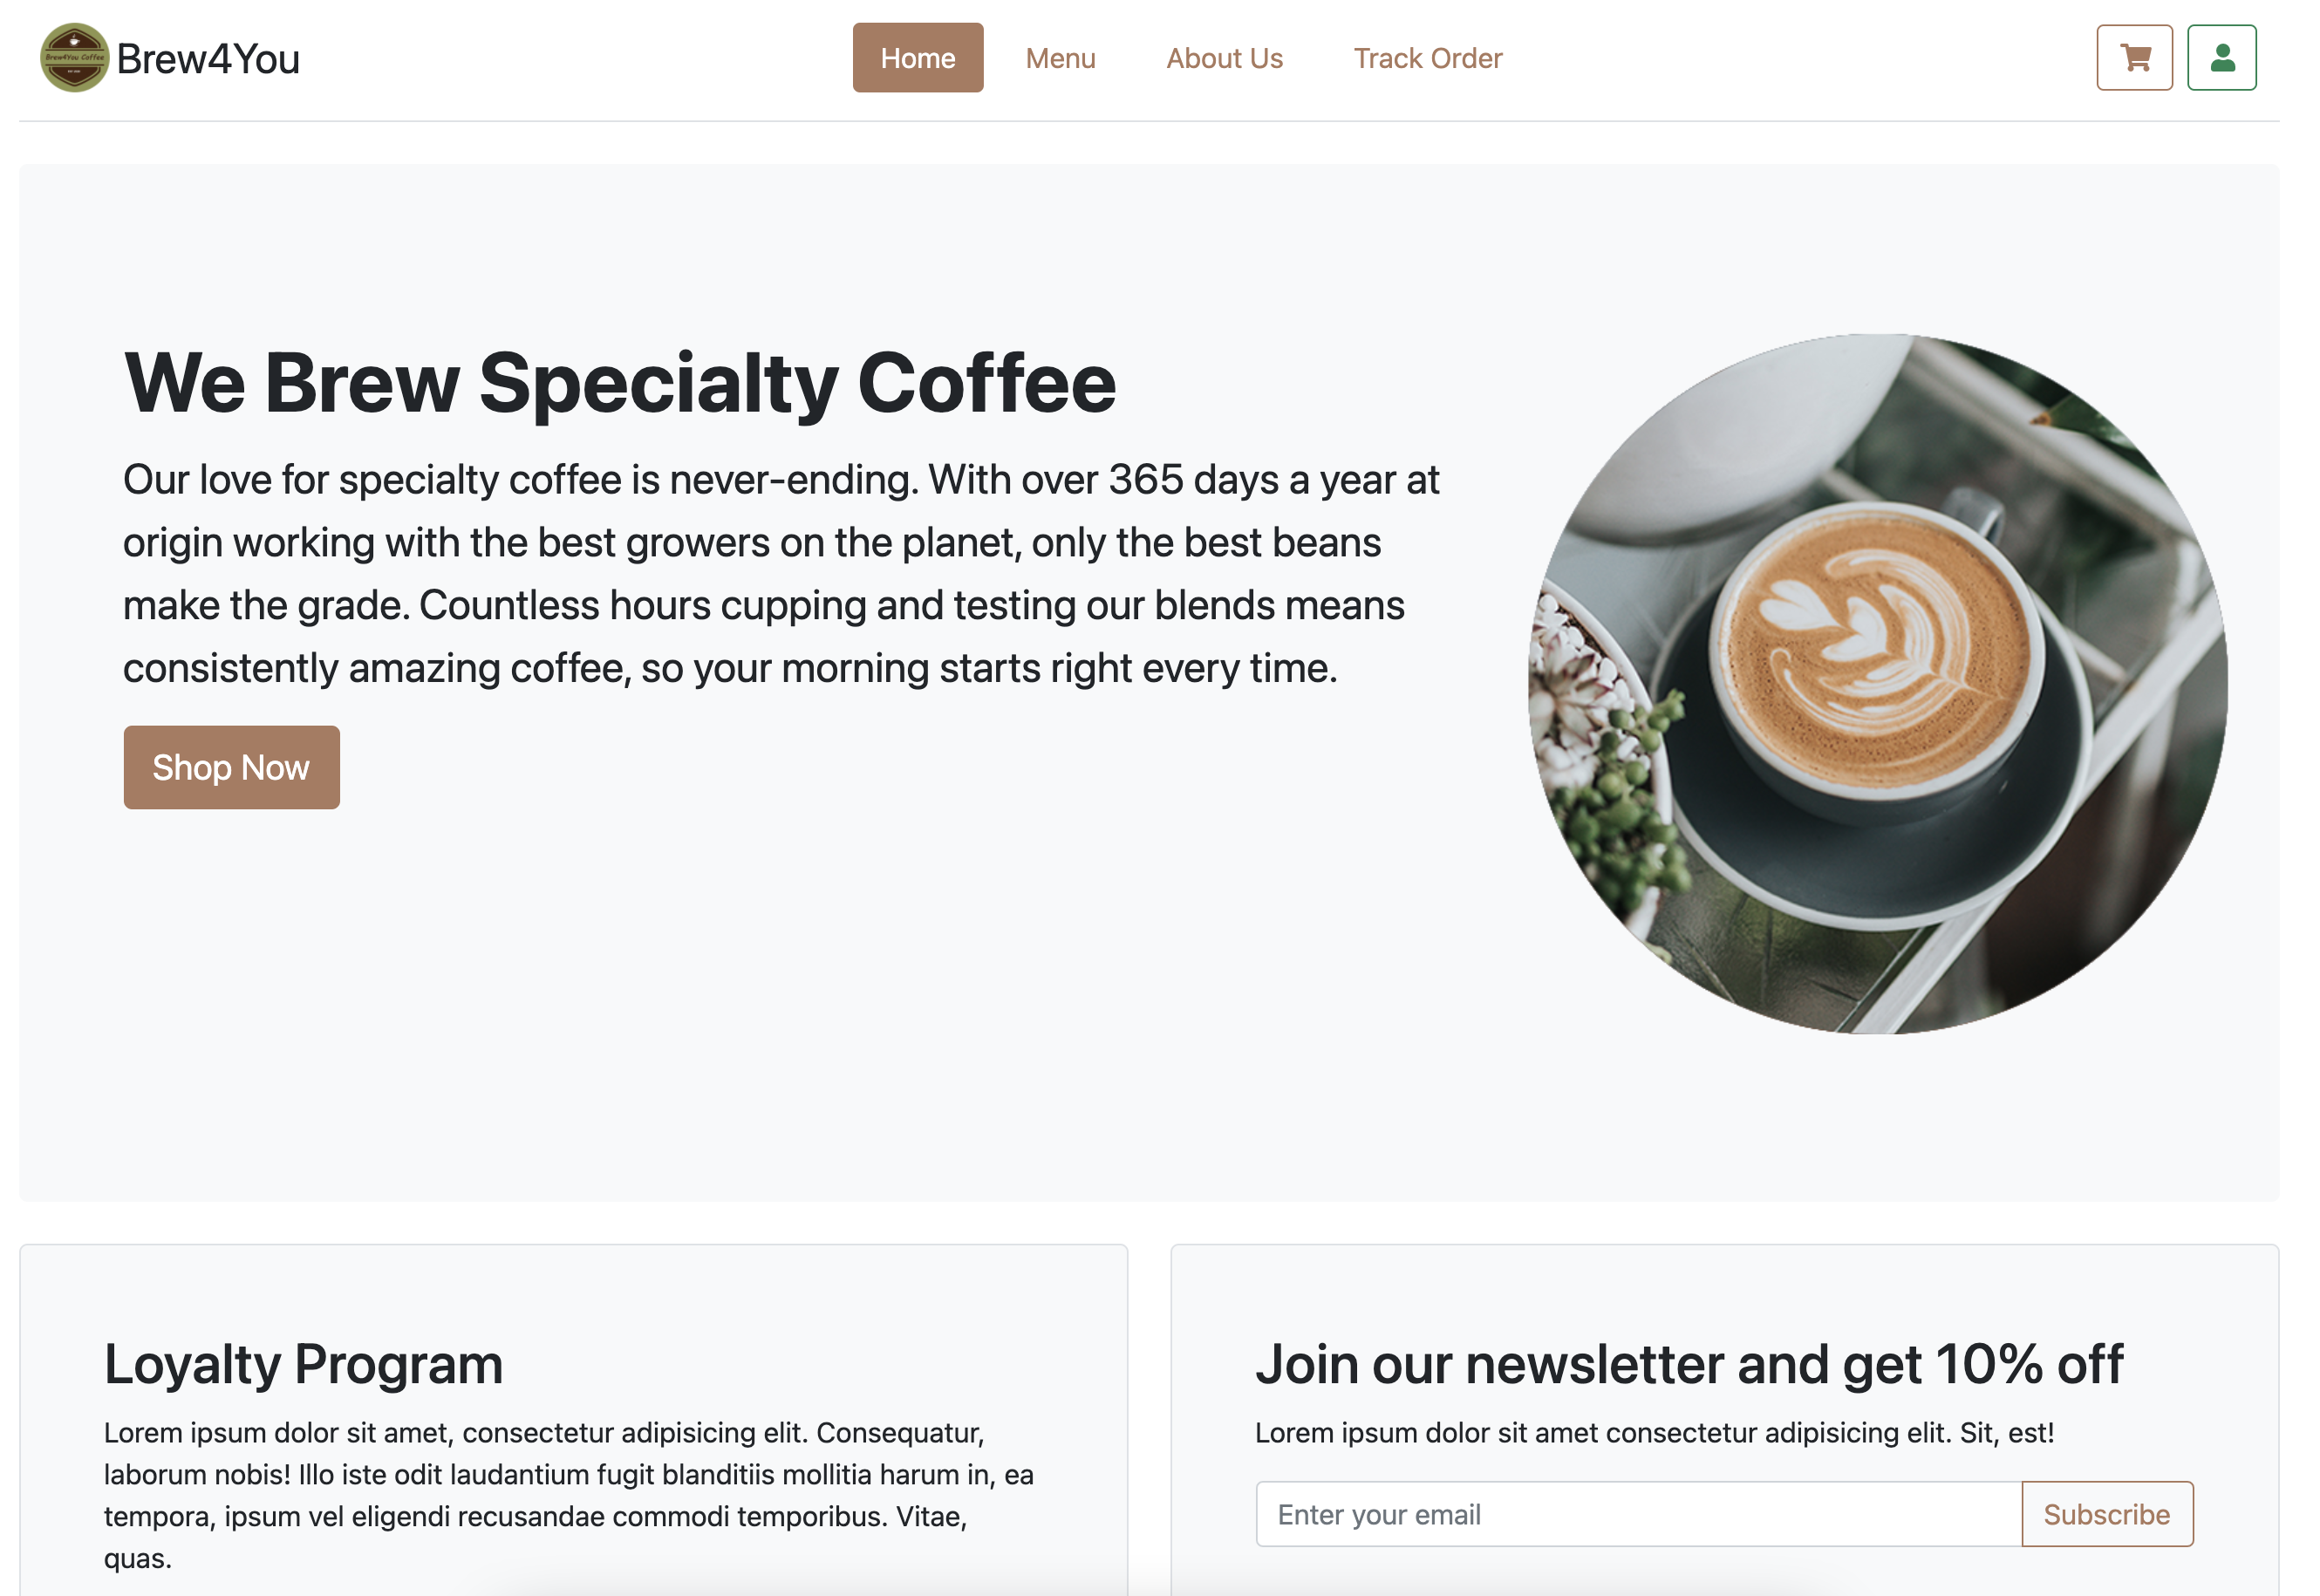 Brew4You Coffee
Brew4You
Home
Menu
About Us
Track Order
We Brew Specialty Coffee
Our love for specialty coffee is never-ending. With over 365 days a year at
origin working with the best growers on the planet, only the best beans
make the grade. Countless hours cupping and testing our blends means
consistently amazing coffee, so your morning starts right every time.
Shop Now
Loyalty Program
Lorem ipsum dolor sit amet, consectetur adipisicing elit. Consequatur,
laborum nobis! Illo iste odit laudantium fugit blanditiis mollitia harum in, ea
tempora, ipsum vel eligendi recusandae commodi temporibus. Vitae,
quas.
Join our newsletter and get 10% off
Lorem ipsum dolor sit amet consectetur adipisicing elit. Sit, est!
Enter your email
Subscribe